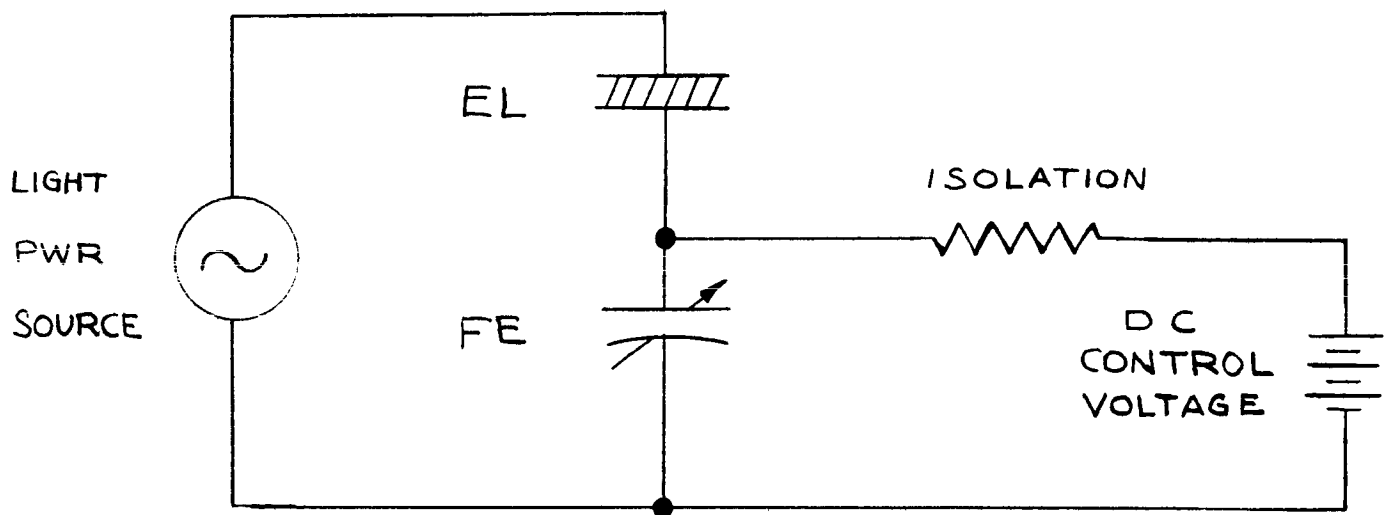 EL
LIGHT
PWR
SOURCE
ISOLATION
FE
DC
CONTROL
VOLTAGE